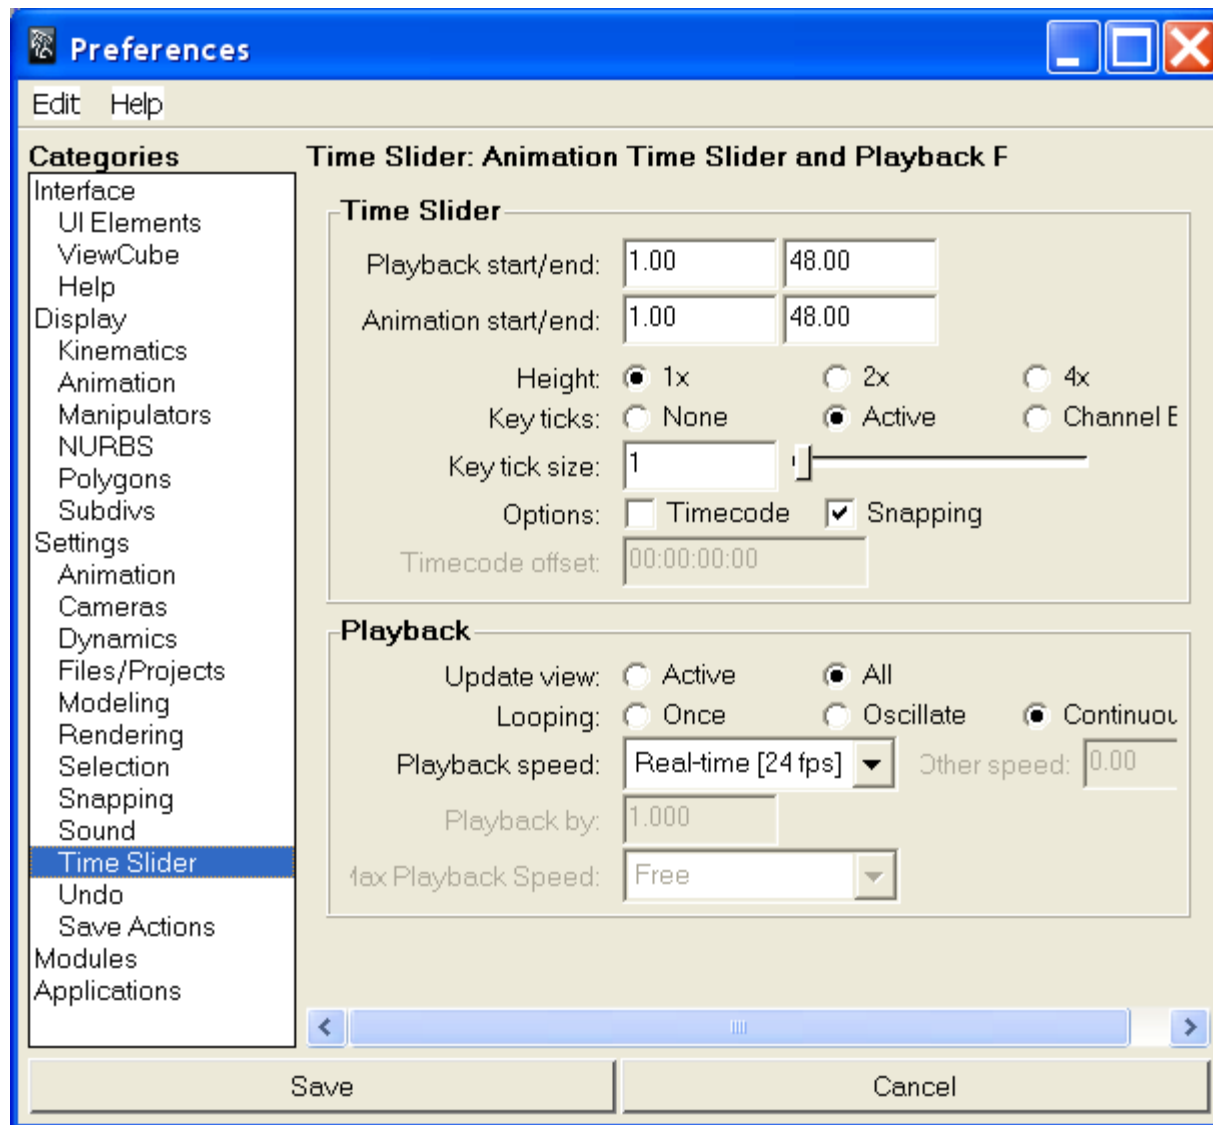 Preferences
Edit Help
Categories
Interface
UI Elements
ViewCube
Help
Display
Kinematics
Animation
Manipulators
NURBS
Polygons
Subdivs
Settings
Animation
Cameras
Dynamics
Files/Projects
Modeling
Rendering
Selection
Snapping
Sound
Time Slider
Undo
Save Actions
Modules
Applications
Time Slider: Animation Time Slider and Playback F
Time Slider
Playback start/end: 1.00 48.00
Animation start/end: 1.00 48.00
Height: 1x 2x 4x
Key ticks: None Active Channel
Key tick size: 1
Options: Timecode Snapping
Timecode offset: 00:00:00:00
Playback
Update view: Active All
Looping: Once Oscillate Continuou
Playback speed: Real-time [24 fps] Other speed: 0.00
Playback by: 1.000
Max Playback Speed: Free
Save Cancel